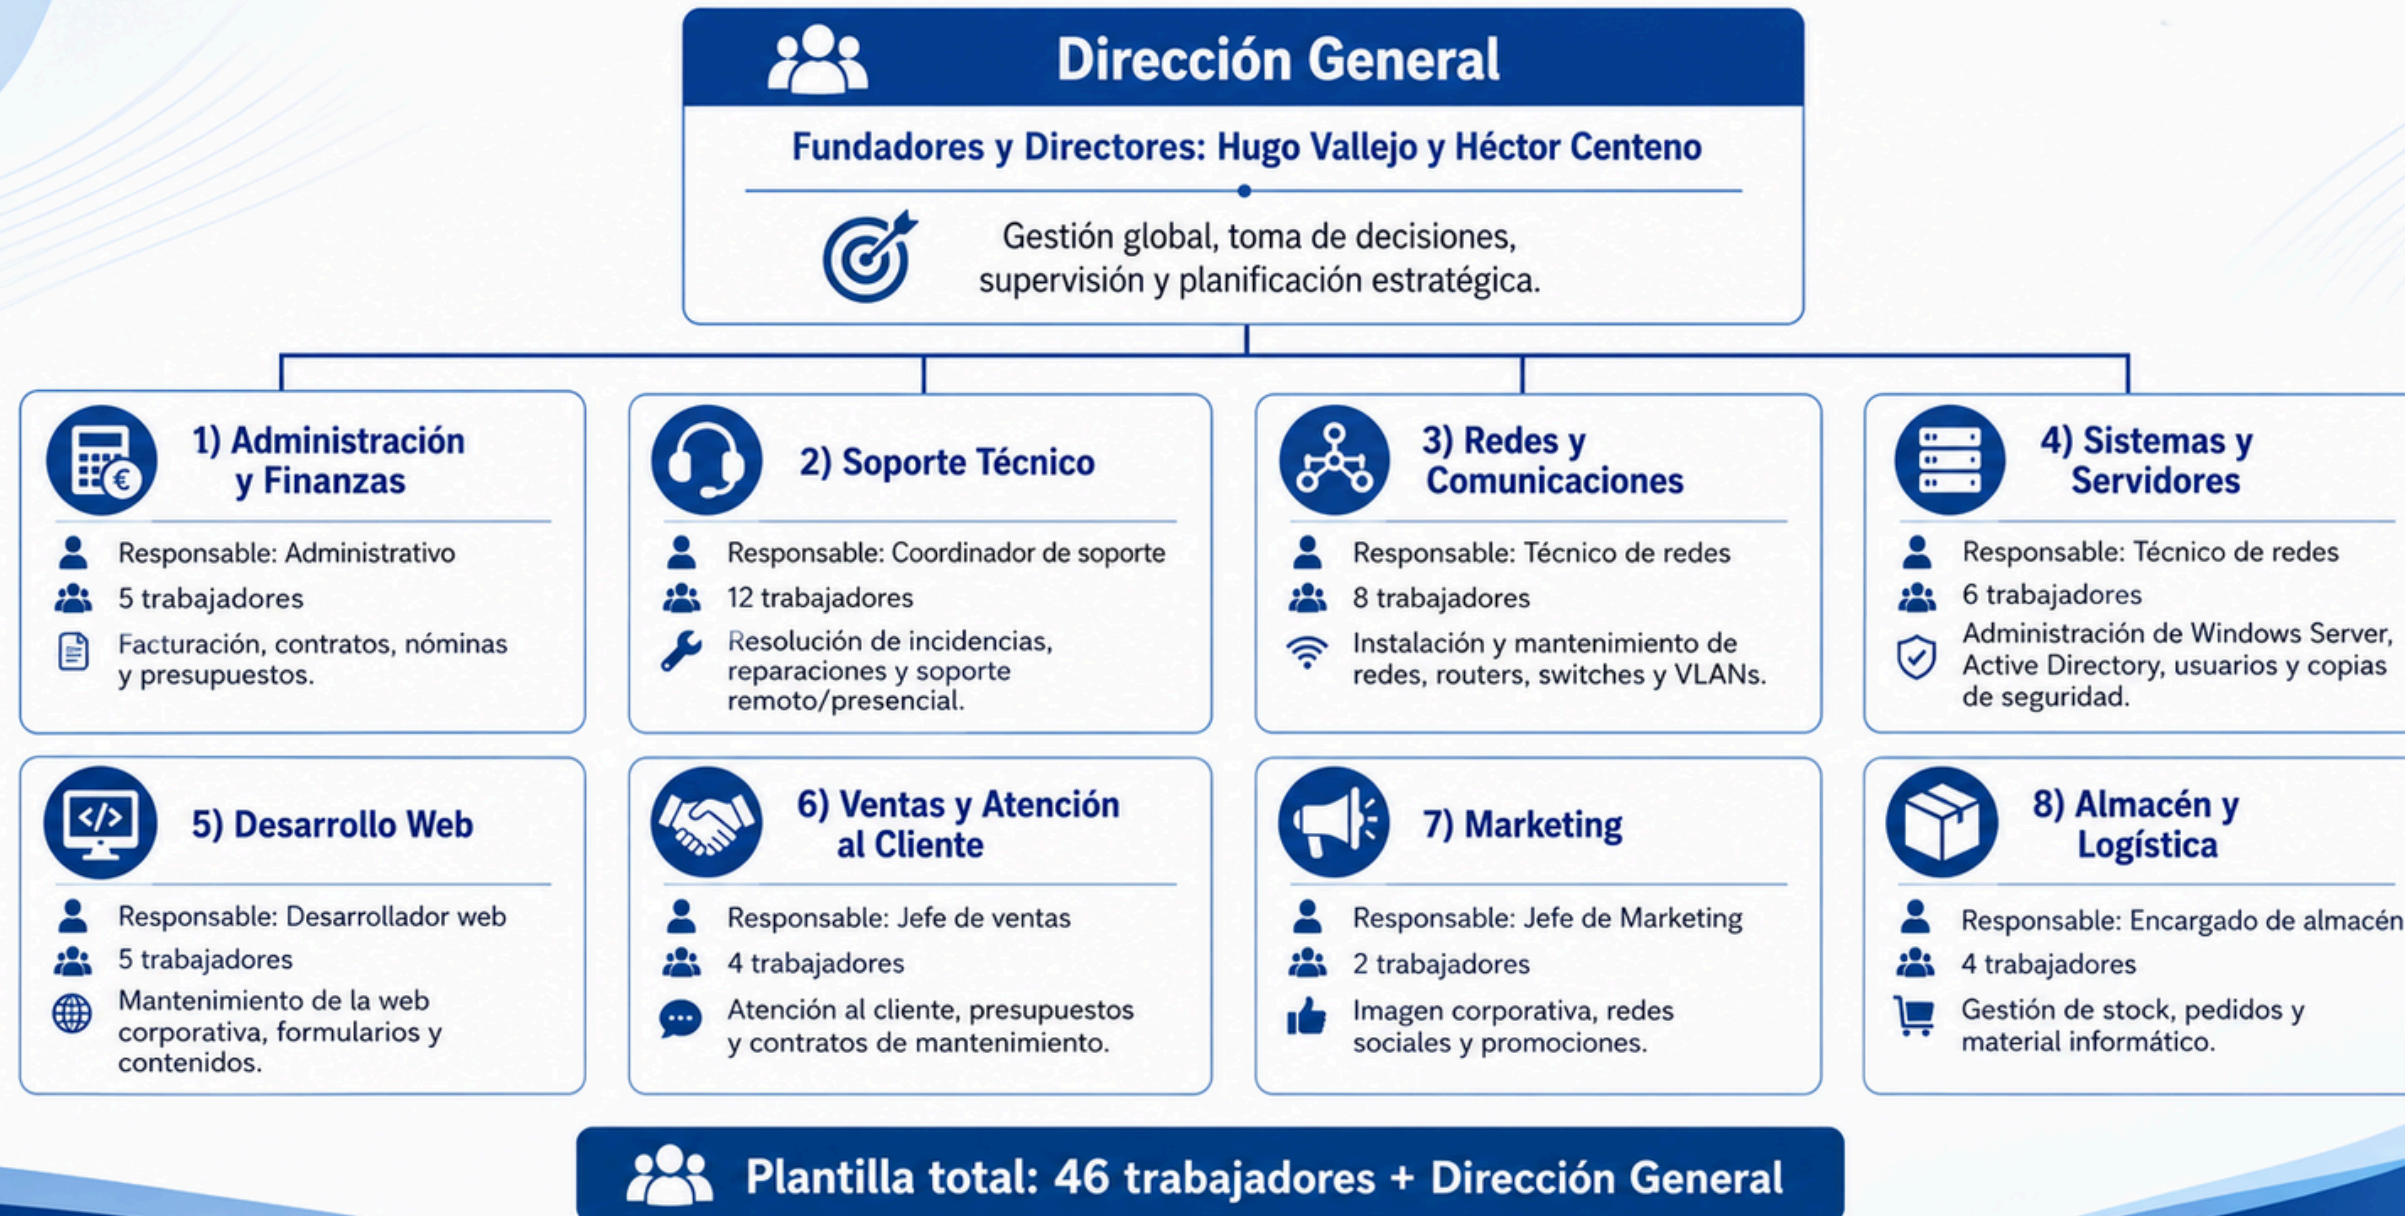 Dirección General
Fundadores y Directores: Hugo Vallejo y Héctor Centeno
Gestión global, toma de decisiones,
supervisión y planificación estratégica.
1) Administración
y Finanzas
Responsable: Administrativo
5 trabajadores
Facturación, contratos, nóminas
y presupuestos.
2) Soporte Técnico
Responsable: Coordinador de soporte
12 trabajadores
Resolución de incidencias,
reparaciones y soporte
remoto/presencial.
3) Redes y
Comunicaciones
Responsable: Técnico de redes
8 trabajadores
Instalación y mantenimiento de
redes, routers, switches y VLANs.
4) Sistemas y
Servidores
Responsable: Técnico de redes
6 trabajadores
Administración de Windows Server,
Active Directory, usuarios y copias
de seguridad.
5) Desarrollo Web
Responsable: Desarrollador web
5 trabajadores
Mantenimiento de la web
corporativa, formularios y
contenidos.
6) Ventas y Atención
al Cliente
Responsable: Jefe de ventas
4 trabajadores
Atención al cliente, presupuestos
y contratos de mantenimiento.
7) Marketing
Responsable: Jefe de Marketing
2 trabajadores
Imagen corporativa, redes
sociales y promociones.
8) Almacén y
Logística
Responsable: Encargado de almacén
4 trabajadores
Gestión de stock, pedidos y
material informático.
Plantilla total: 46 trabajadores + Dirección General